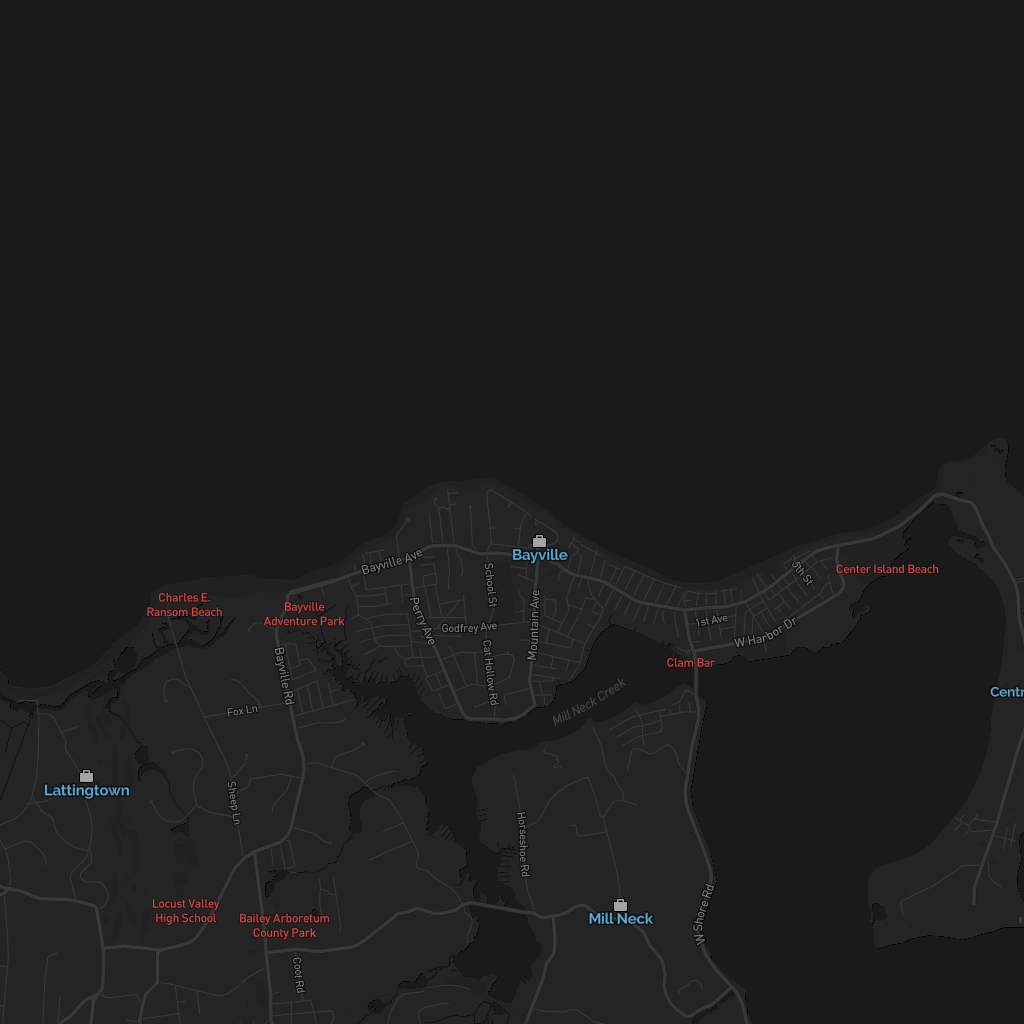 Bayville Ave
Bayville
School St
5th St
Center Island Beach
Charles E.
Ransom Beach
Bayville
Adventure Park
Perry Ave
Godfrey Ave
Mountain Ave
1st Ave
W Harbor Dr
Cat Hollow Rd
Clam Bar
Bayville Rd
Mill Neck Creek
Centr
Fox Ln
Lattingtown
Sheep Ln
Horseshoe Rd
Locust Valley
High School
Bailey Arboretum
County Park
Mill Neck
W Shore Rd
Coot Rd